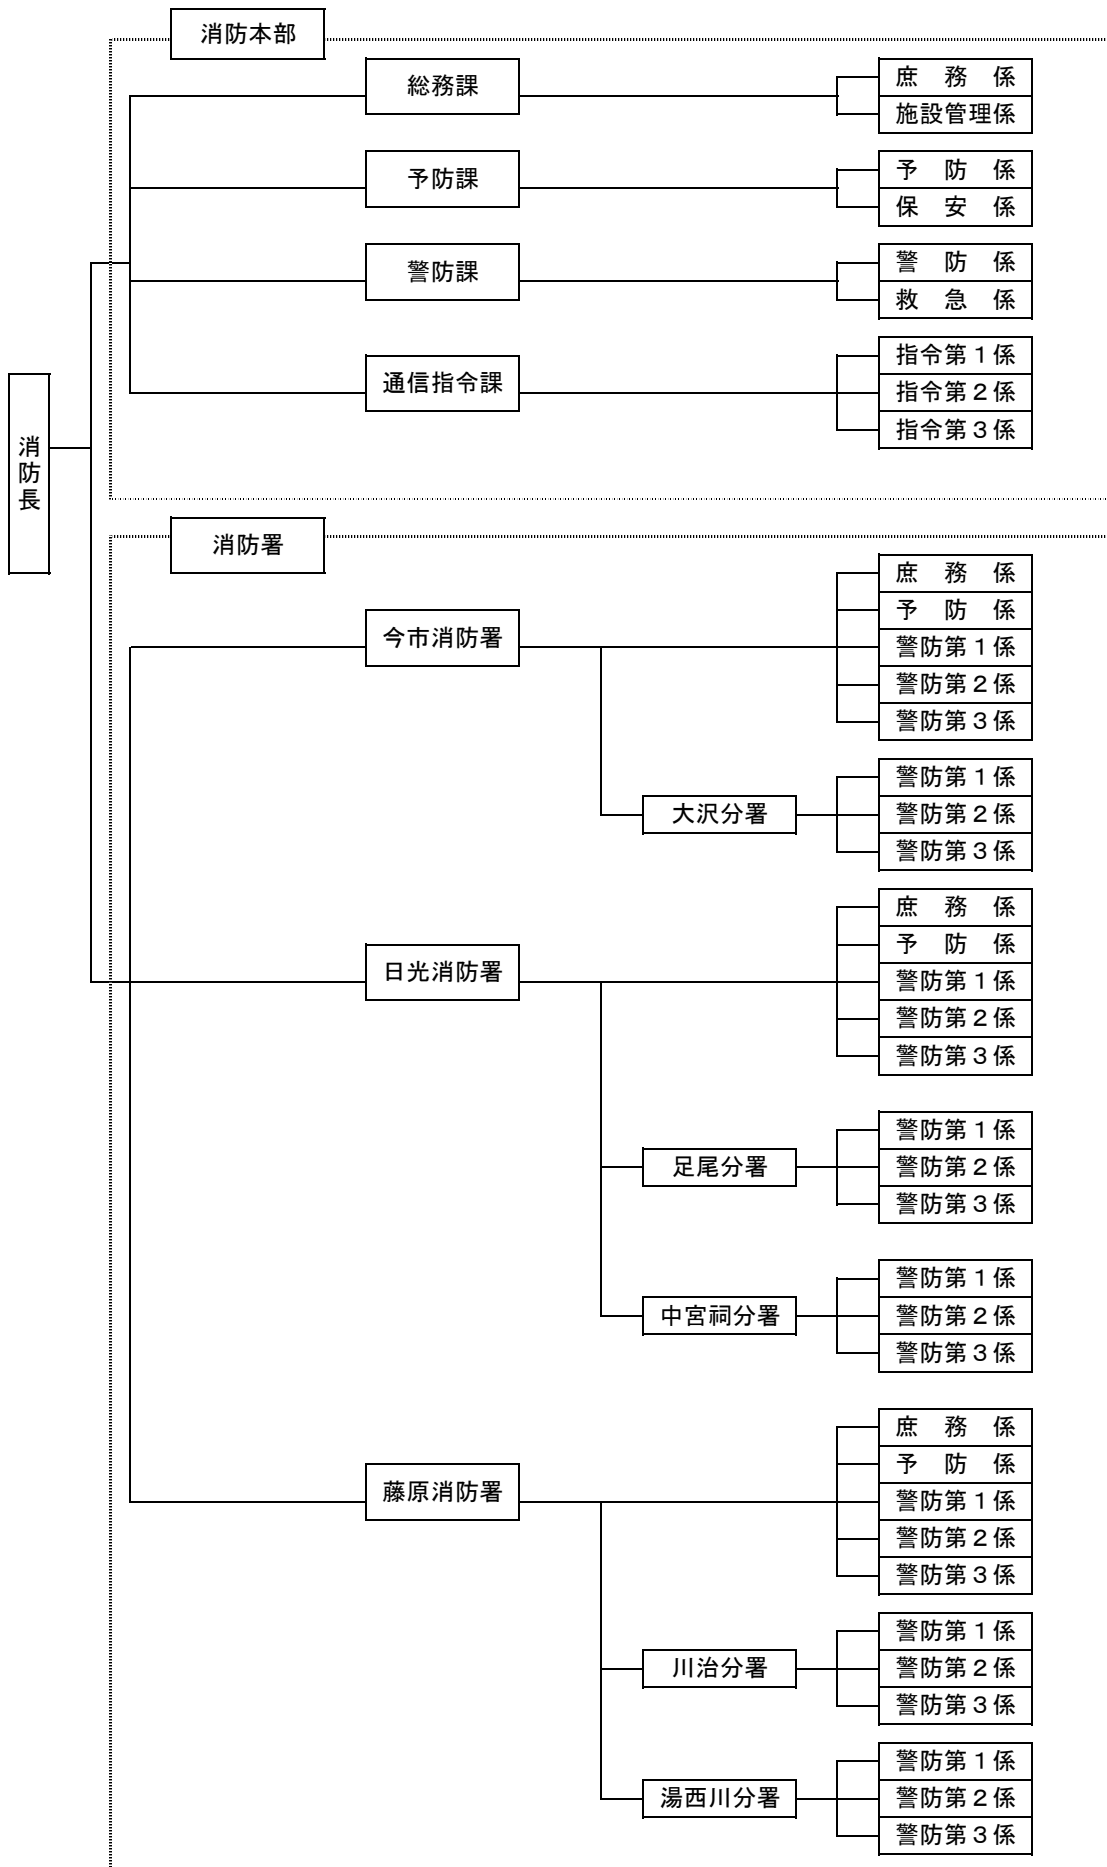 消防長
消防本部
総務課
庶　務　係
施設管理係
予防課
予　防　係
保　安　係
警防課
警　防　係
救　急　係
通信指令課
指令第１係
指令第２係
指令第３係
消防署
今市消防署
庶　務　係
予　防　係
警防第１係
警防第２係
警防第３係
大沢分署
警防第１係
警防第２係
警防第３係
日光消防署
庶　務　係
予　防　係
警防第１係
警防第２係
警防第３係
足尾分署
警防第１係
警防第２係
警防第３係
中宮祠分署
警防第１係
警防第２係
警防第３係
藤原消防署
庶　務　係
予　防　係
警防第１係
警防第２係
警防第３係
川治分署
警防第１係
警防第２係
警防第３係
湯西川分署
警防第１係
警防第２係
警防第３係